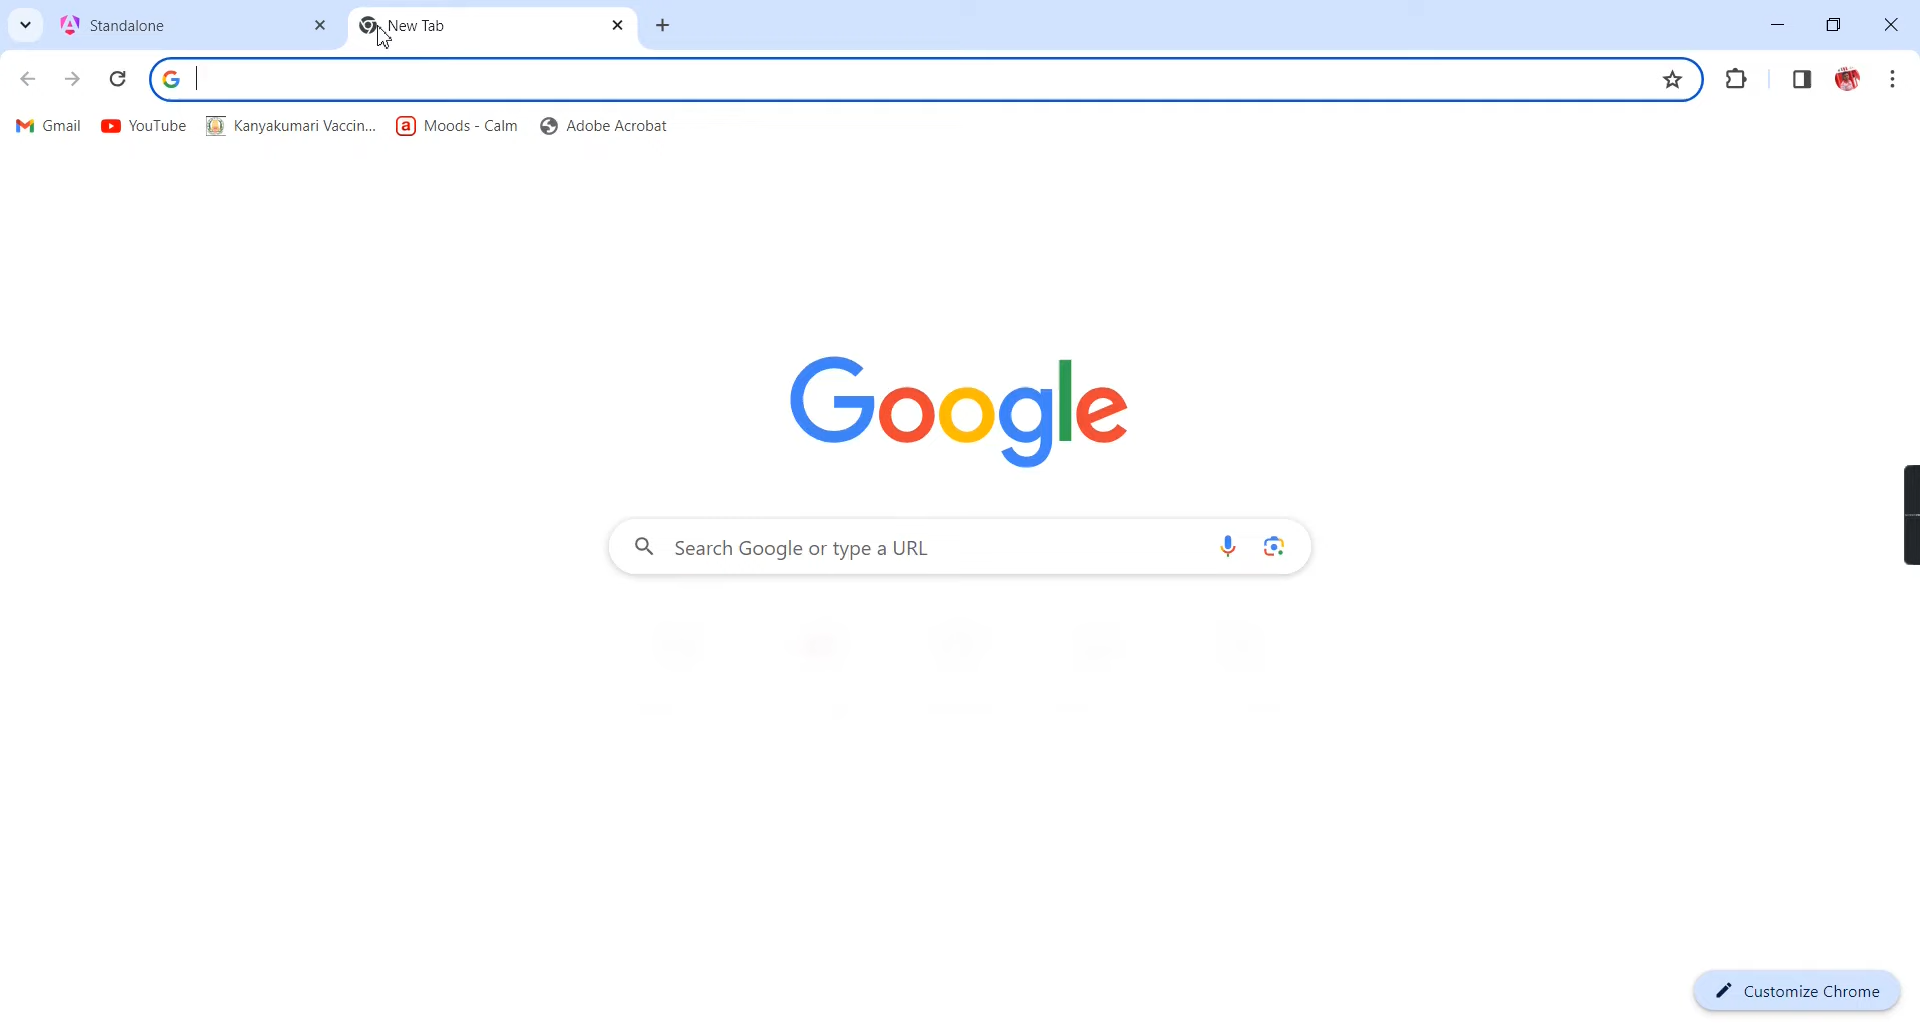 Standalone
New Tab
Gmail
YouTube
Kanyakumari Vaccin...
Moods - Calm
Adobe Acrobat
Google
Search Google or type a URL
Customize Chrome